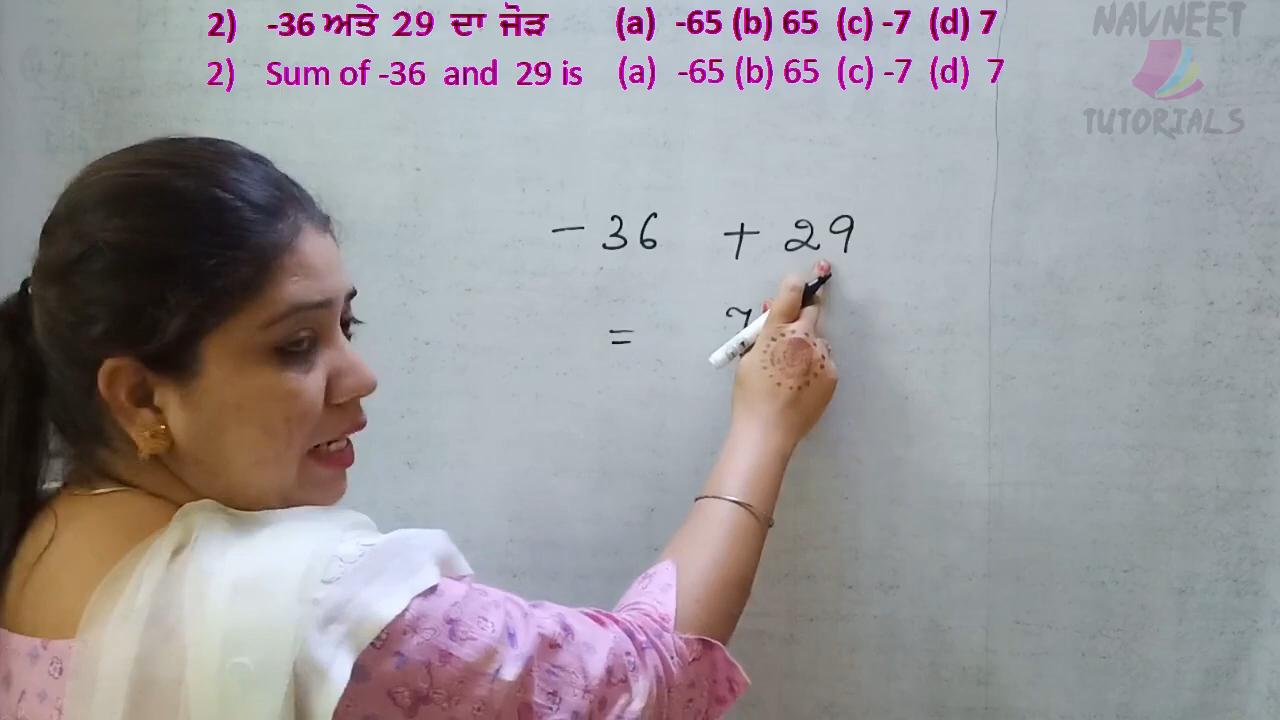 2) -36 ਅਤੇ 29 ਦਾ ਜੋੜ (a) -65 (b) 65 (c) -7 (d) 7
2) Sum of -36 and 29 is (a) -65 (b) 65 (c) -7 (d) 7
NAVNEET
TUTORIALS
- 36 + 29
= 7